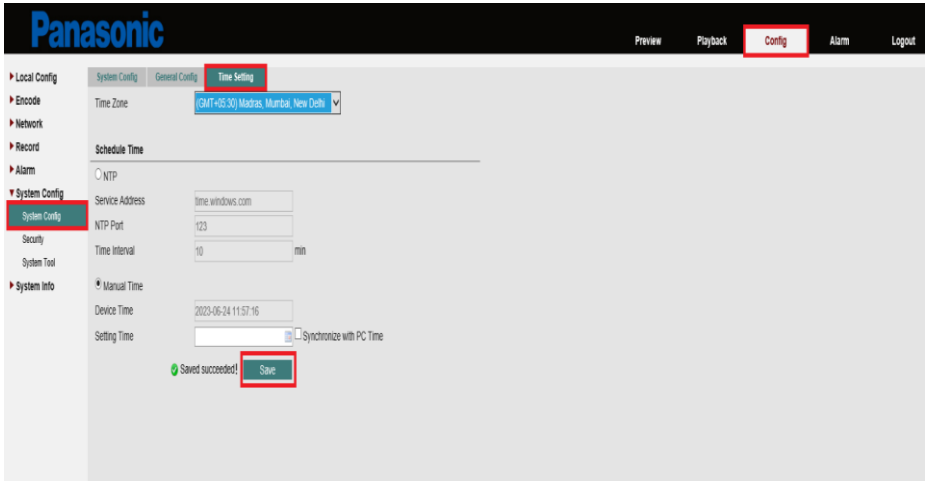 Panasonic
Preview Playback Config Alarm Logout
Local Config
Encode
Network
Record
Alarm
System Config
System Config
Security
System Tool
System Info
System Config General Config Time Setting
Time Zone (GMT+05:30) Madras, Mumbai, New Delhi
Schedule Time
NTP
Service Address time.windows.com
NTP Port 123
Time Interval 10 min
Manual Time
Device Time 2023-06-24 11:57:16
Setting Time Synchronize with PC Time
Saved succeeded! Save